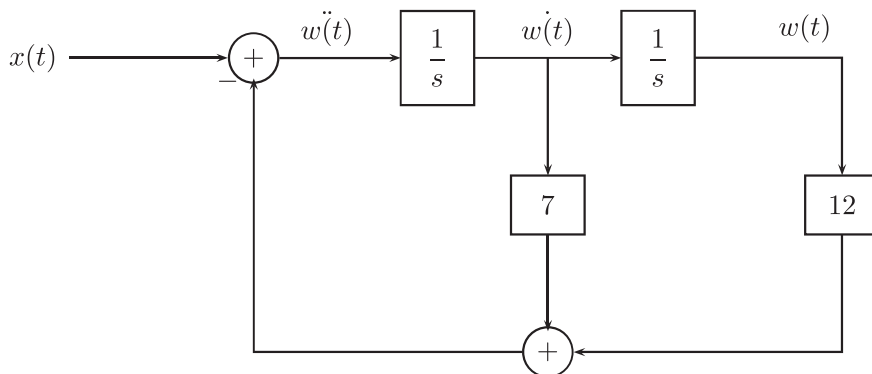 x(t)
+
−
ẅ(t)
1
s
ẇ(t)
1
s
w(t)
7
12
+